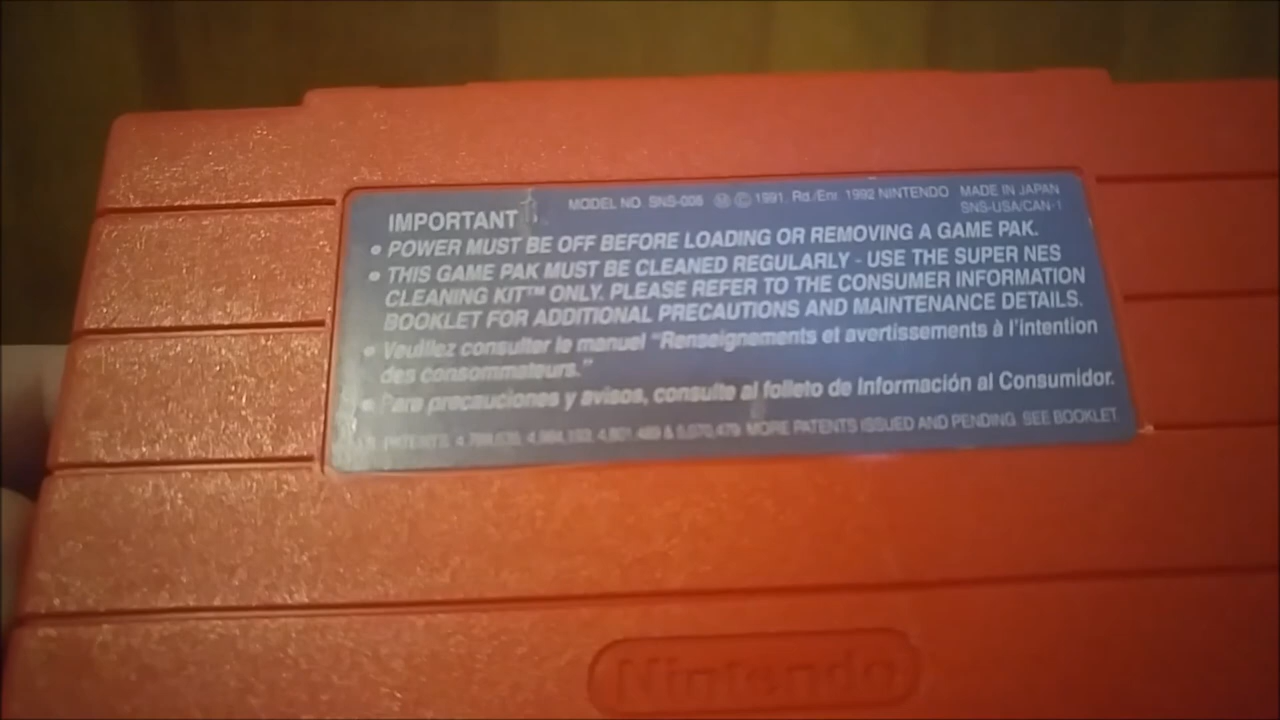 IMPORTANT
MODEL NO. SNS-006 Ⓜ © 1991. Rd./Enr. 1992 NINTENDO MADE IN JAPAN
SNS-USA/CAN-1
• POWER MUST BE OFF BEFORE LOADING OR REMOVING A GAME PAK.
• THIS GAME PAK MUST BE CLEANED REGULARLY - USE THE SUPER NES
CLEANING KIT™ ONLY. PLEASE REFER TO THE CONSUMER INFORMATION
BOOKLET FOR ADDITIONAL PRECAUTIONS AND MAINTENANCE DETAILS.
• Veuillez consulter le manuel "Renseignements et avertissements à l'intention
des consommateurs."
• Para precauciones y avisos, consulte al folleto de Información al Consumidor.
PATENTS: & MORE PATENTS ISSUED AND PENDING. SEE BOOKLET.
Nintendo